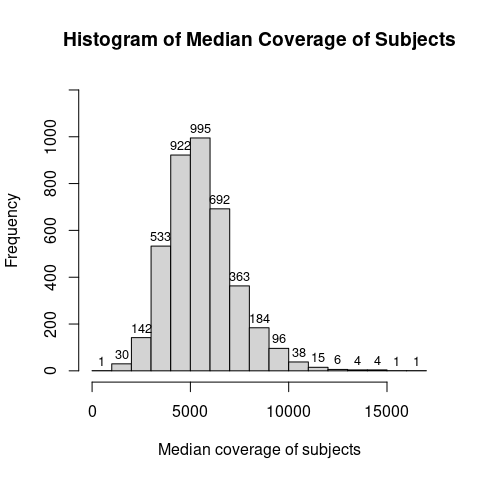 Histogram of Median Coverage of Subjects
Frequency
1000
800
600
400
200
0
1 30 142 533 922 995 692 363 184 96 38 15 6 4 4 1 1
0 5000 10000 15000
Median coverage of subjects